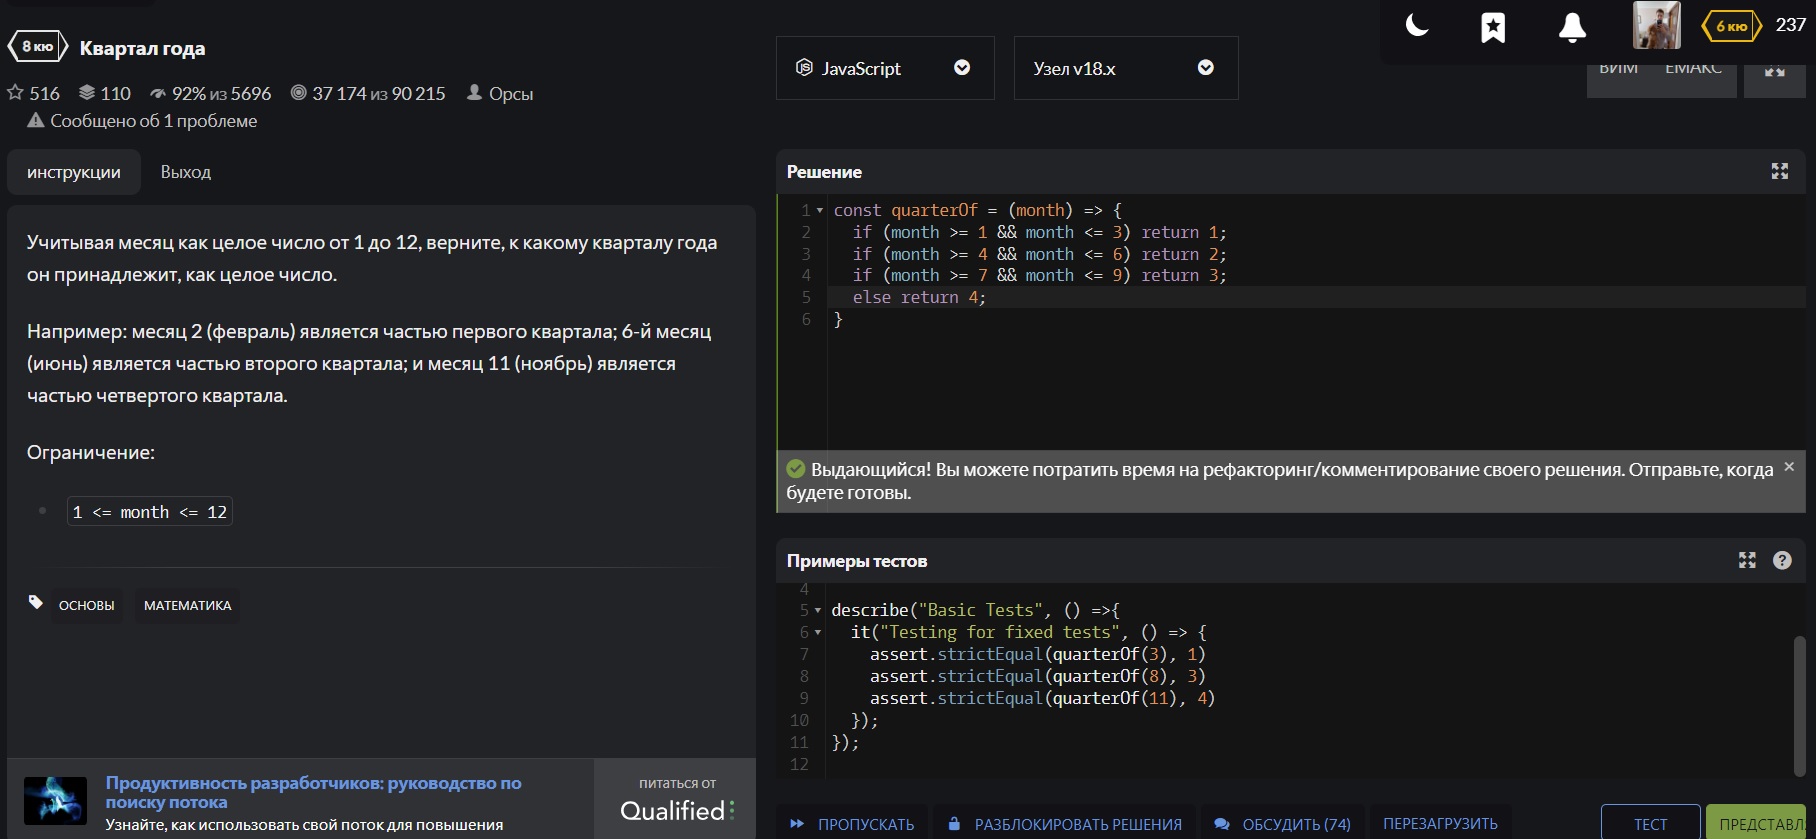 8 кю
Квартал года
516
110
92% из 5696
37 174 из 90 215
Орсы
Сообщено об 1 проблеме
инструкции
Выход
Учитывая месяц как целое число от 1 до 12, верните, к какому кварталу года
он принадлежит, как целое число.
Например: месяц 2 (февраль) является частью первого квартала; 6-й месяц
(июнь) является частью второго квартала; и месяц 11 (ноябрь) является
частью четвертого квартала.
Ограничение:
1 <= month <= 12
ОСНОВЫ
МАТЕМАТИКА
Продуктивность разработчиков: руководство по
поиску потока
Узнайте, как использовать свой поток для повышения
питаться от
Qualified
JavaScript
Узел v18.x
6 кю
237
ВИМ
ЕМАКС
Решение
1 const quarterOf = (month) => {
2 if (month >= 1 && month <= 3) return 1;
3 if (month >= 4 && month <= 6) return 2;
4 if (month >= 7 && month <= 9) return 3;
5 else return 4;
6 }
Выдающийся! Вы можете потратить время на рефакторинг/комментирование своего решения. Отправьте, когда
будете готовы.
Примеры тестов
4
5 describe("Basic Tests", () =>{
6 it("Testing for fixed tests", () => {
7 assert.strictEqual(quarterOf(3), 1)
8 assert.strictEqual(quarterOf(8), 3)
9 assert.strictEqual(quarterOf(11), 4)
10 });
11 });
12
ПРОПУСКАТЬ
РАЗБЛОКИРОВАТЬ РЕШЕНИЯ
ОБСУДИТЬ (74)
ПЕРЕЗАГРУЗИТЬ
ТЕСТ
ПРЕДСТАВЛ